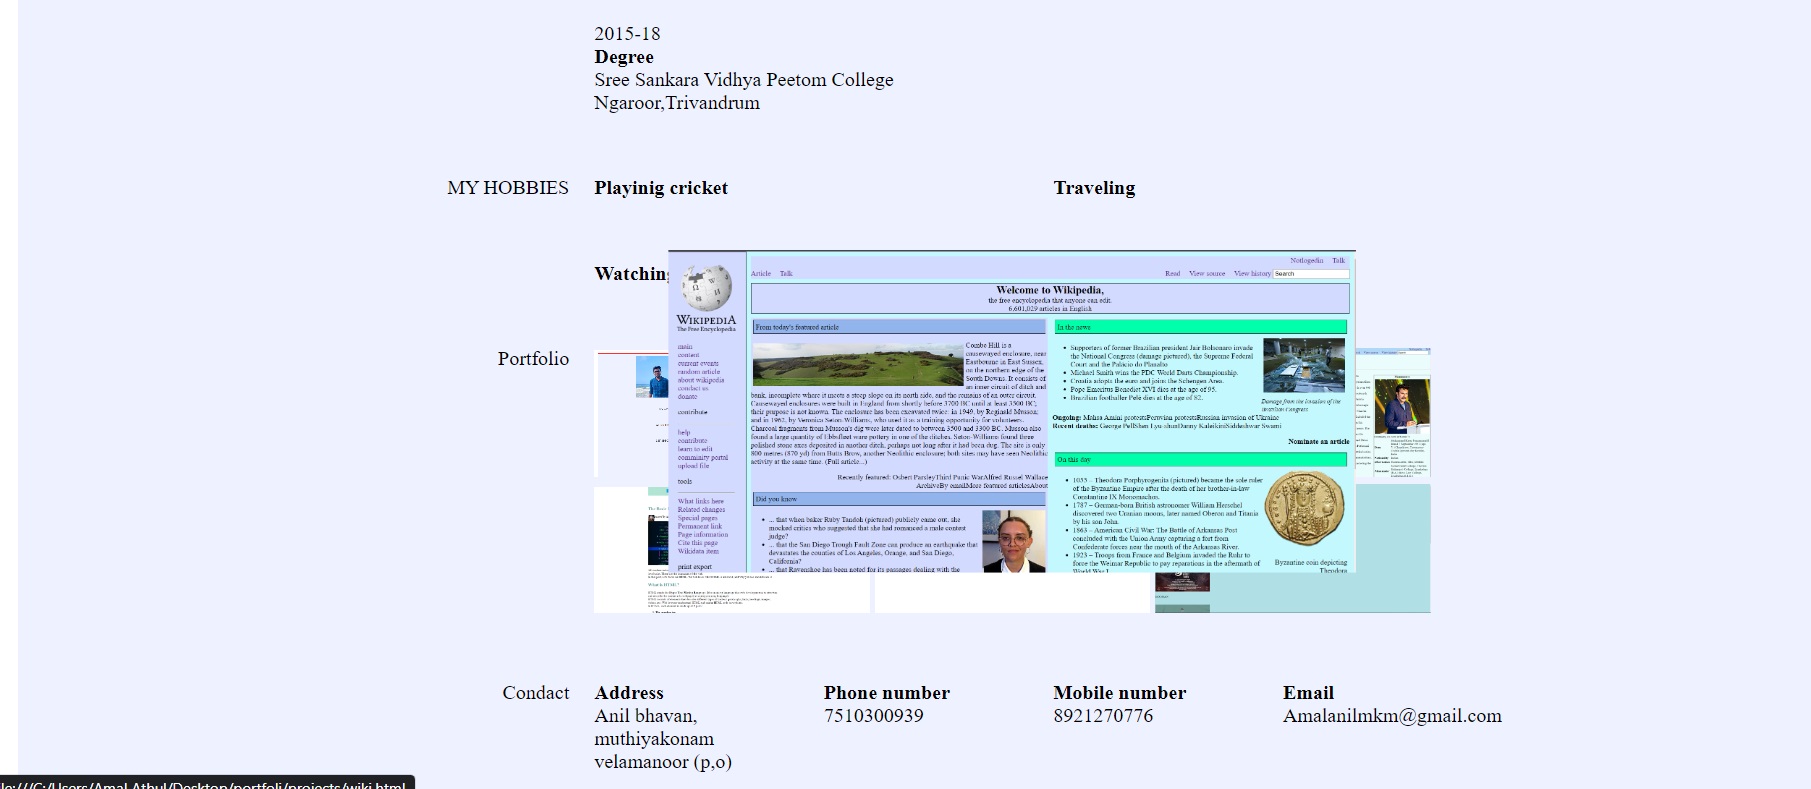 2015-18
Degree
Sree Sankara Vidhya Peetom College
Ngaroor,Trivandrum
MY HOBBIES
Playinig cricket
Traveling
Watching
Notlogedin Talk
Article Talk
Read View source View history Search
WIKIPEDIA
The Free Encyclopedia
Welcome to Wikipedia,
the free encyclopedia that anyone can edit.
6,601,029 articles in English
main
content
current events
random article
about wikipedia
contact us
donate
contribute
help
contribute
learn to edit
community portal
upload file
tools
What links here
Related changes
Special pages
Permanent link
Page information
Cite this page
Wikidata item
print export
From today's featured article
Combe Hill is a
causewayed enclosure, near
Eastbourne in East Sussex,
on the northern edge of the
South Downs. It consists of
an inner circuit of ditch and
bank, incomplete where it meets a steep slope on its north side, and the remains of an outer circuit.
Causewayed enclosures were built in England from shortly before 3700 BC until at least 3500 BC;
their purpose is not known. The enclosure has been excavated twice: in 1949, by Reginald Musson;
and in 1962, by Veronica Seton-Williams, who used it as a training opportunity for volunteers.
Charcoal fragments from Musson's dig were later dated to between 3500 and 3300 BC. Musson also
found a large quantity of Ebbsfleet ware pottery in one of the ditches. Seton-Williams found three
polished stone axes deposited in another ditch, perhaps not long after it had been dug. The site is only
800 metres (870 yd) from Butts Brow, another Neolithic enclosure; both sites may have seen Neolithic
activity at the same time. (Full article...)
Recently featured: Osbert ParsleyThird Punic WarAlfred Russel Wallace
ArchiveBy emailMore featured articlesAbout
Did you know
... that when baker Ruby Tandoh (pictured) publicly came out, she
mocked critics who suggested that she had romanced a male contest
judge?
... that the San Diego Trough Fault Zone can produce an earthquake that
devastates the counties of Los Angeles, Orange, and San Diego,
California?
... that Ravenshoe has been noted for its passages dealing with the
In the news
Supporters of former Brazilian president Jair Bolsonaro invade
the National Congress (damage pictured), the Supreme Federal
Court and the Palácio do Planalto
Michael Smith wins the PDC World Darts Championship.
Croatia adopts the euro and joins the Schengen Area.
Pope Emeritus Benedict XVI dies at the age of 95.
Brazilian footballer Pelé dies at the age of 82.
Damage from the invasion of the
Brazilian Congress
Ongoing: Mahsa Amini protestsPeruvian protestsRussian invasion of Ukraine
Recent deaths: George PellShen Lyu-shunDanny KaleikiniSiddeshwar Swami
Nominate an article
On this day
1055 – Theodora Porphyrogenita (pictured) became the sole ruler
of the Byzantine Empire after the death of her brother-in-law
Constantine IX Monomachos.
1787 – German-born British astronomer William Herschel
discovered two Uranian moons, later named Oberon and Titania
by his son John.
1863 – American Civil War: The Battle of Arkansas Post
concluded with the Union Army capturing a fort from
Confederate forces near the mouth of the Arkansas River.
1923 – Troops from France and Belgium invaded the Ruhr to
force the Weimar Republic to pay reparations in the aftermath of
World War I.
Byzantine coin depicting
Theodora
Portfolio
What is HTML?
Condact
Address
Anil bhavan,
muthiyakonam
velamanoor (p,o)
Phone number
7510300939
Mobile number
8921270776
Email
Amalanilmkm@gmail.com
le:///C:/Users/Amal Athul/Desktop/portfoli/projects/wiki.html